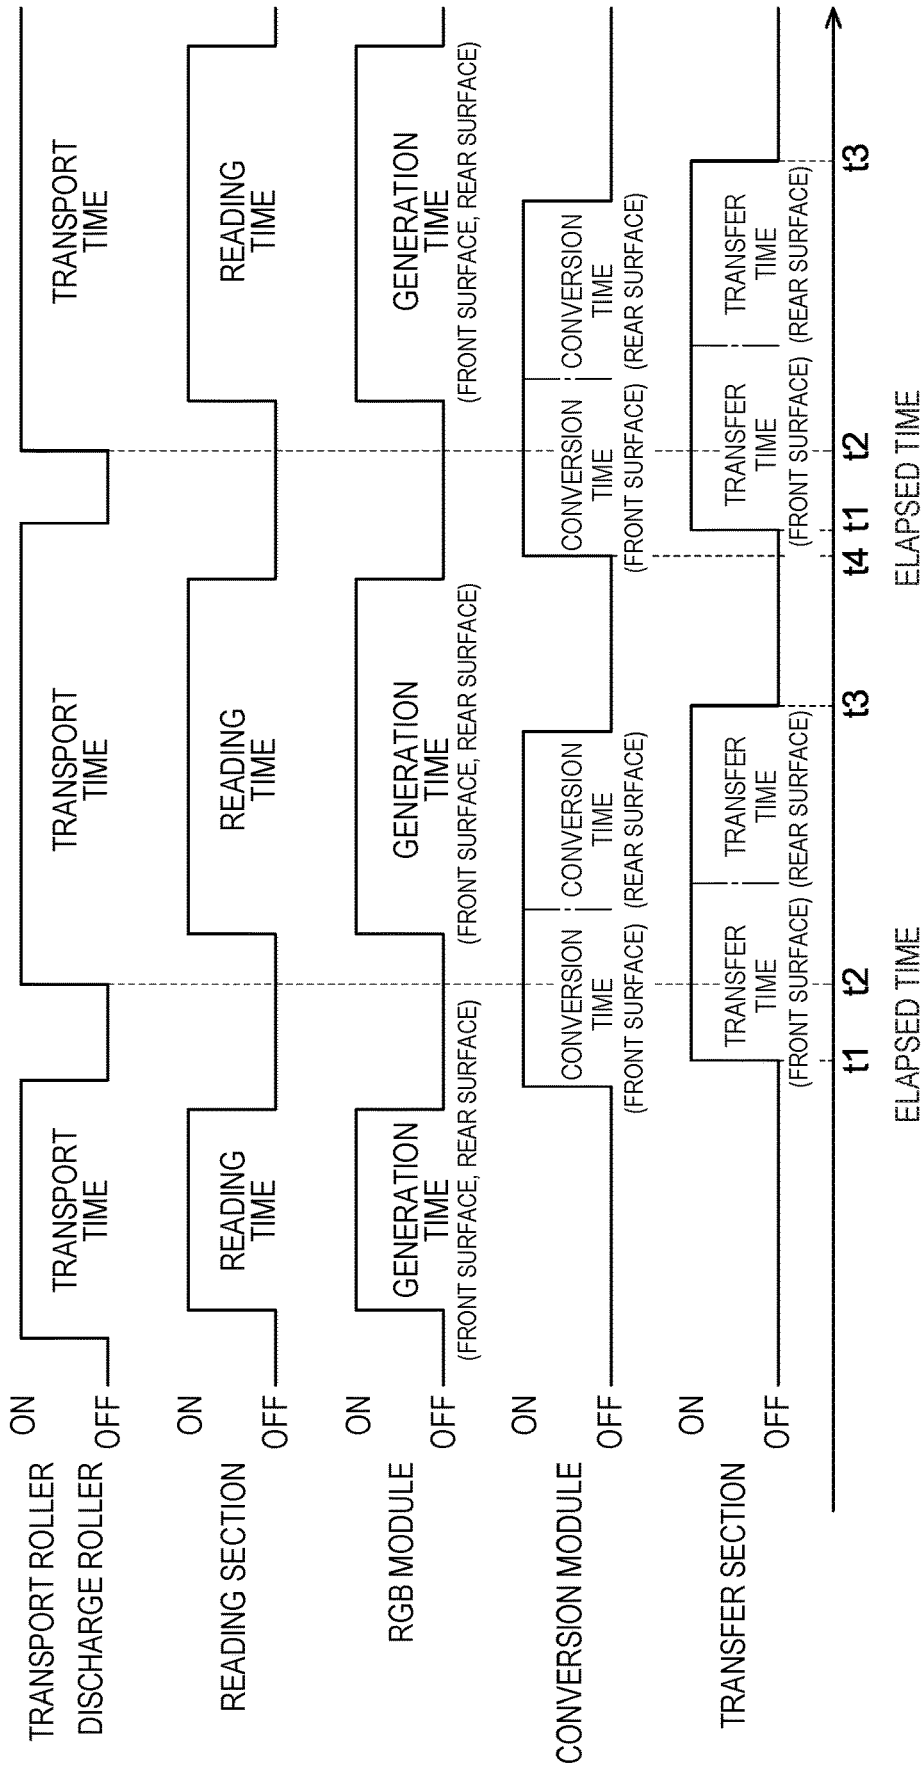 TRANSPORT ROLLER
DISCHARGE ROLLER
ON
OFF
TRANSPORT
TIME
TRANSPORT
TIME
TRANSPORT
TIME
READING SECTION
ON
OFF
READING
TIME
READING
TIME
READING
TIME
RGB MODULE
ON
OFF
GENERATION
TIME
(FRONT SURFACE, REAR SURFACE)
GENERATION
TIME
(FRONT SURFACE, REAR SURFACE)
GENERATION
TIME
(FRONT SURFACE, REAR SURFACE)
CONVERSION MODULE
ON
OFF
CONVERSION
TIME
(FRONT SURFACE)
CONVERSION
TIME
(REAR SURFACE)
CONVERSION
TIME
(FRONT SURFACE)
CONVERSION
TIME
(REAR SURFACE)
TRANSFER SECTION
ON
OFF
TRANSFER
TIME
(FRONT SURFACE)
TRANSFER
TIME
(REAR SURFACE)
TRANSFER
TIME
(FRONT SURFACE)
TRANSFER
TIME
(REAR SURFACE)
t1 t2 t3 t4 t1 t2 t3
ELAPSED TIME ELAPSED TIME